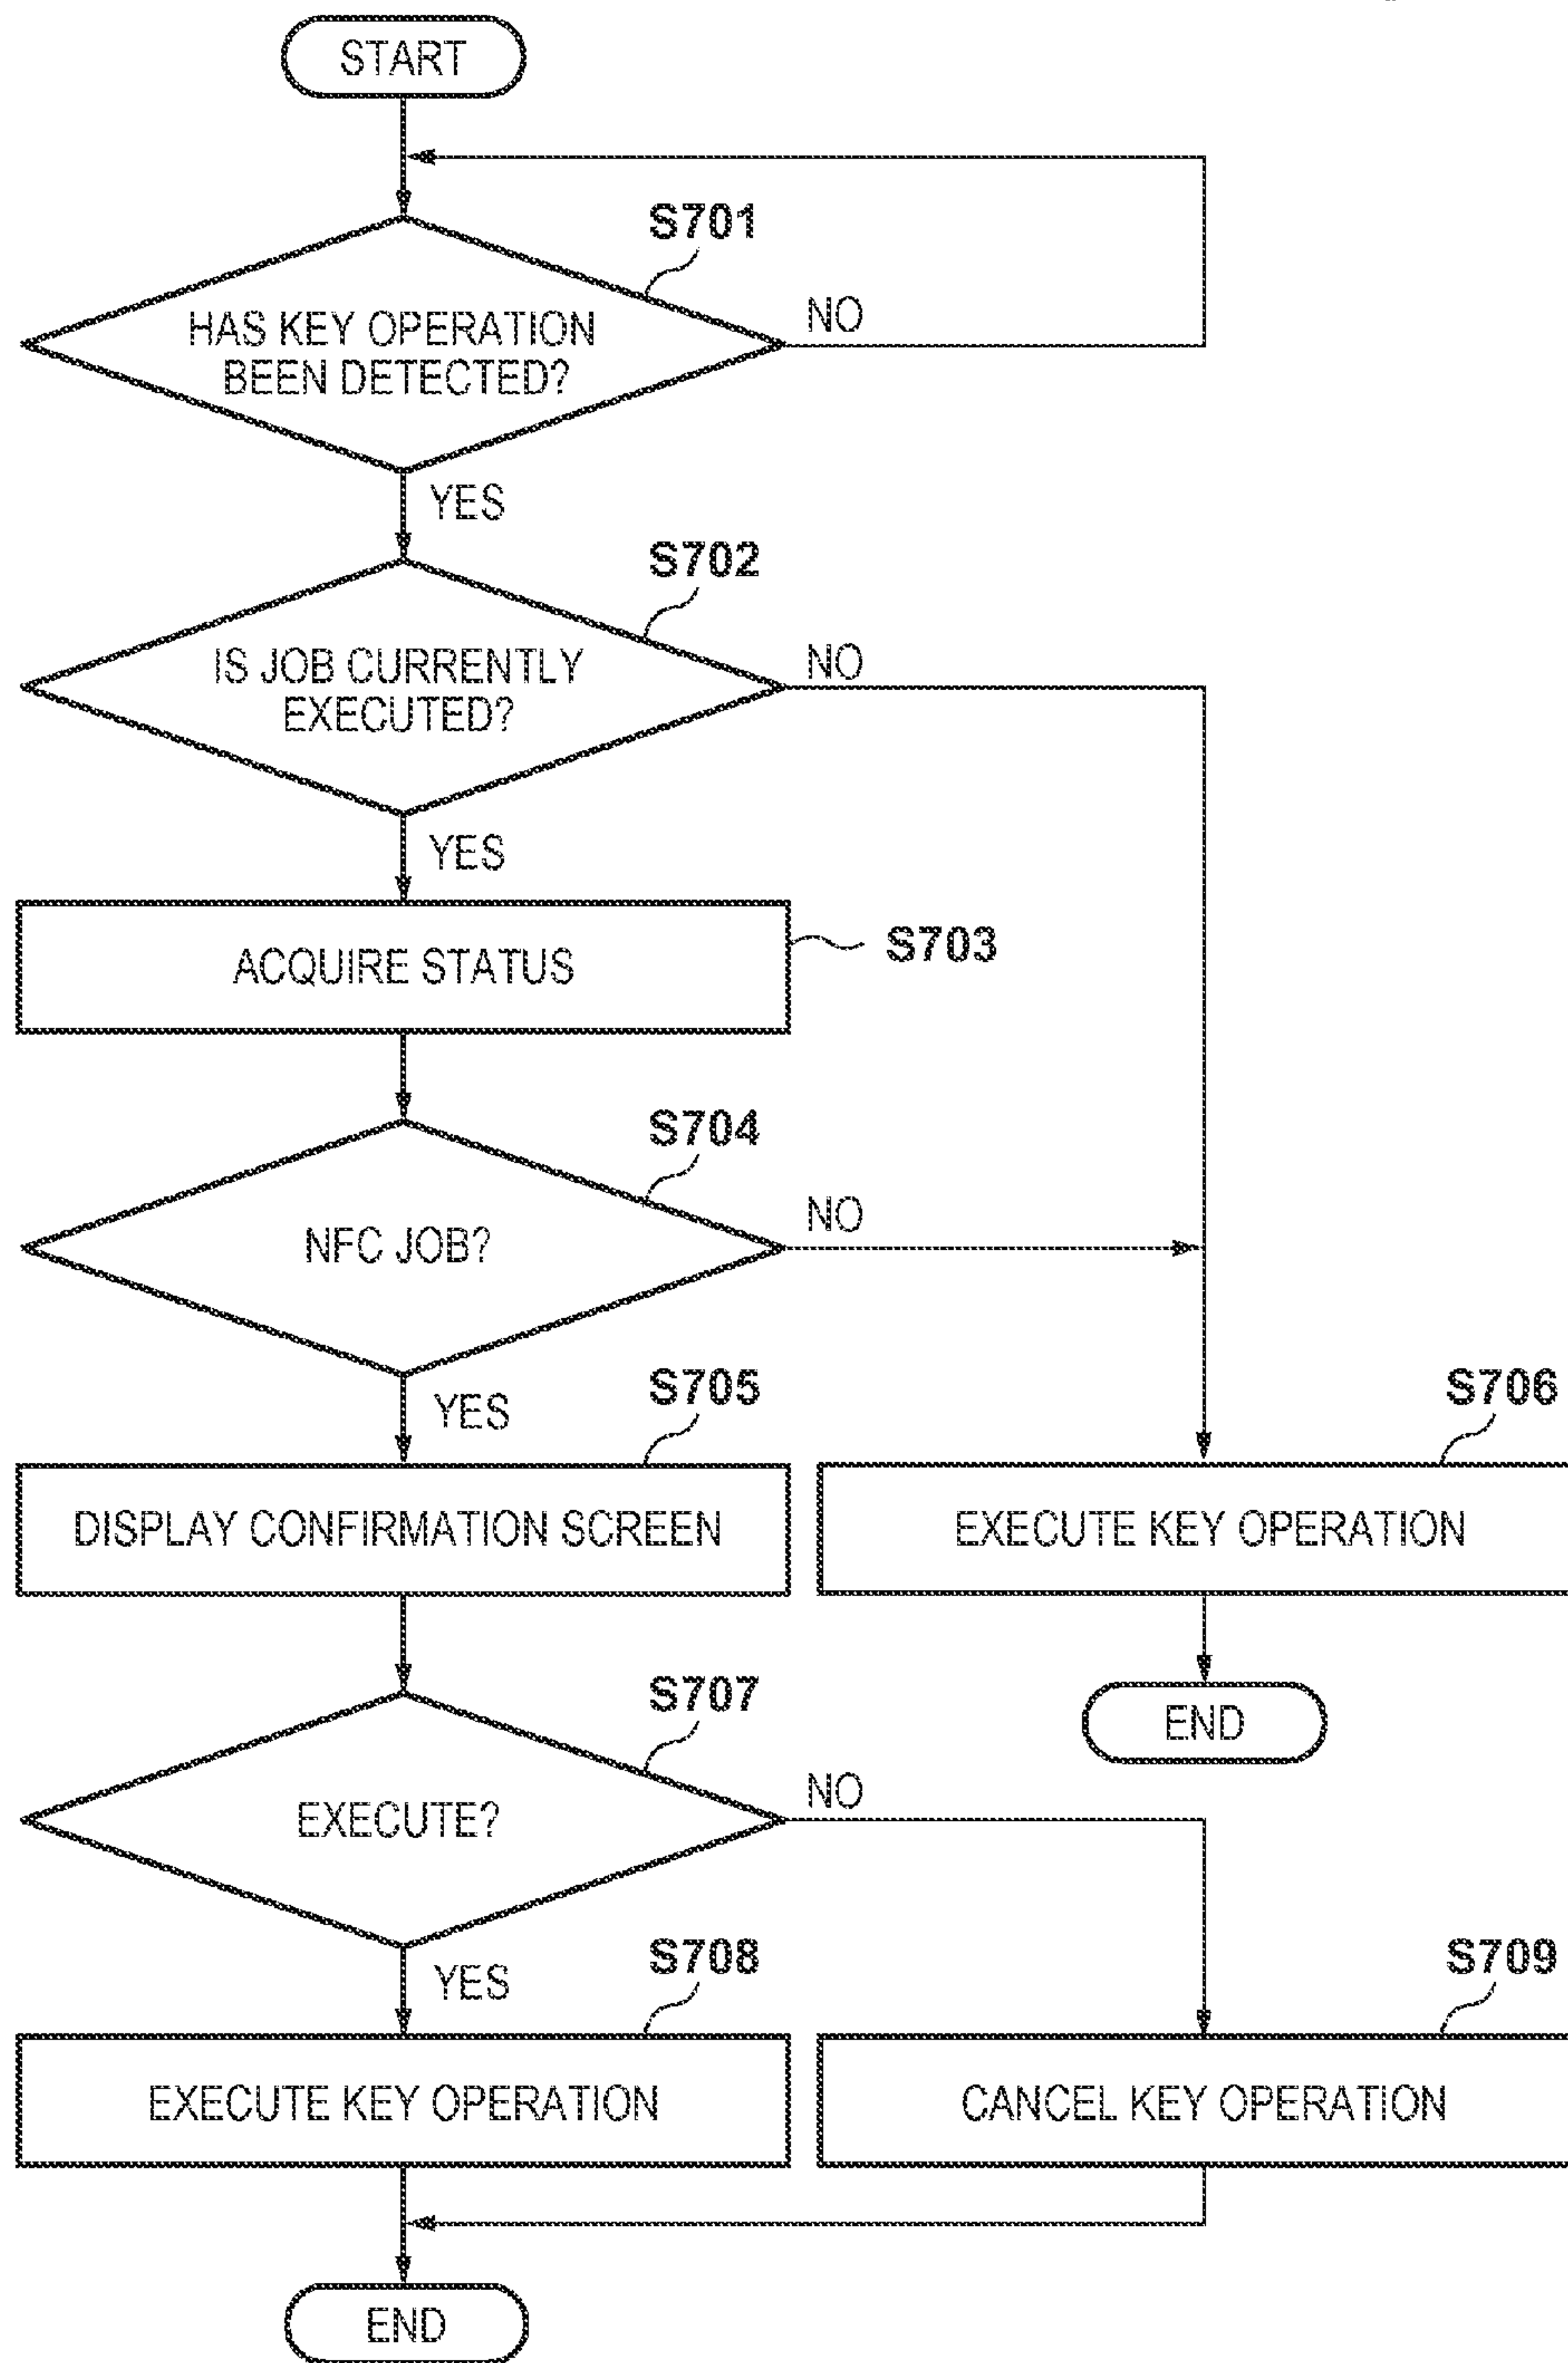 START
S701
HAS KEY OPERATION
BEEN DETECTED?
NO
YES
S702
IS JOB CURRENTLY
EXECUTED?
NO
YES
ACQUIRE STATUS
S703
S704
NFC JOB?
NO
YES
S705
S706
DISPLAY CONFIRMATION SCREEN
EXECUTE KEY OPERATION
S707
END
EXECUTE?
NO
YES
S708
S709
EXECUTE KEY OPERATION
CANCEL KEY OPERATION
END